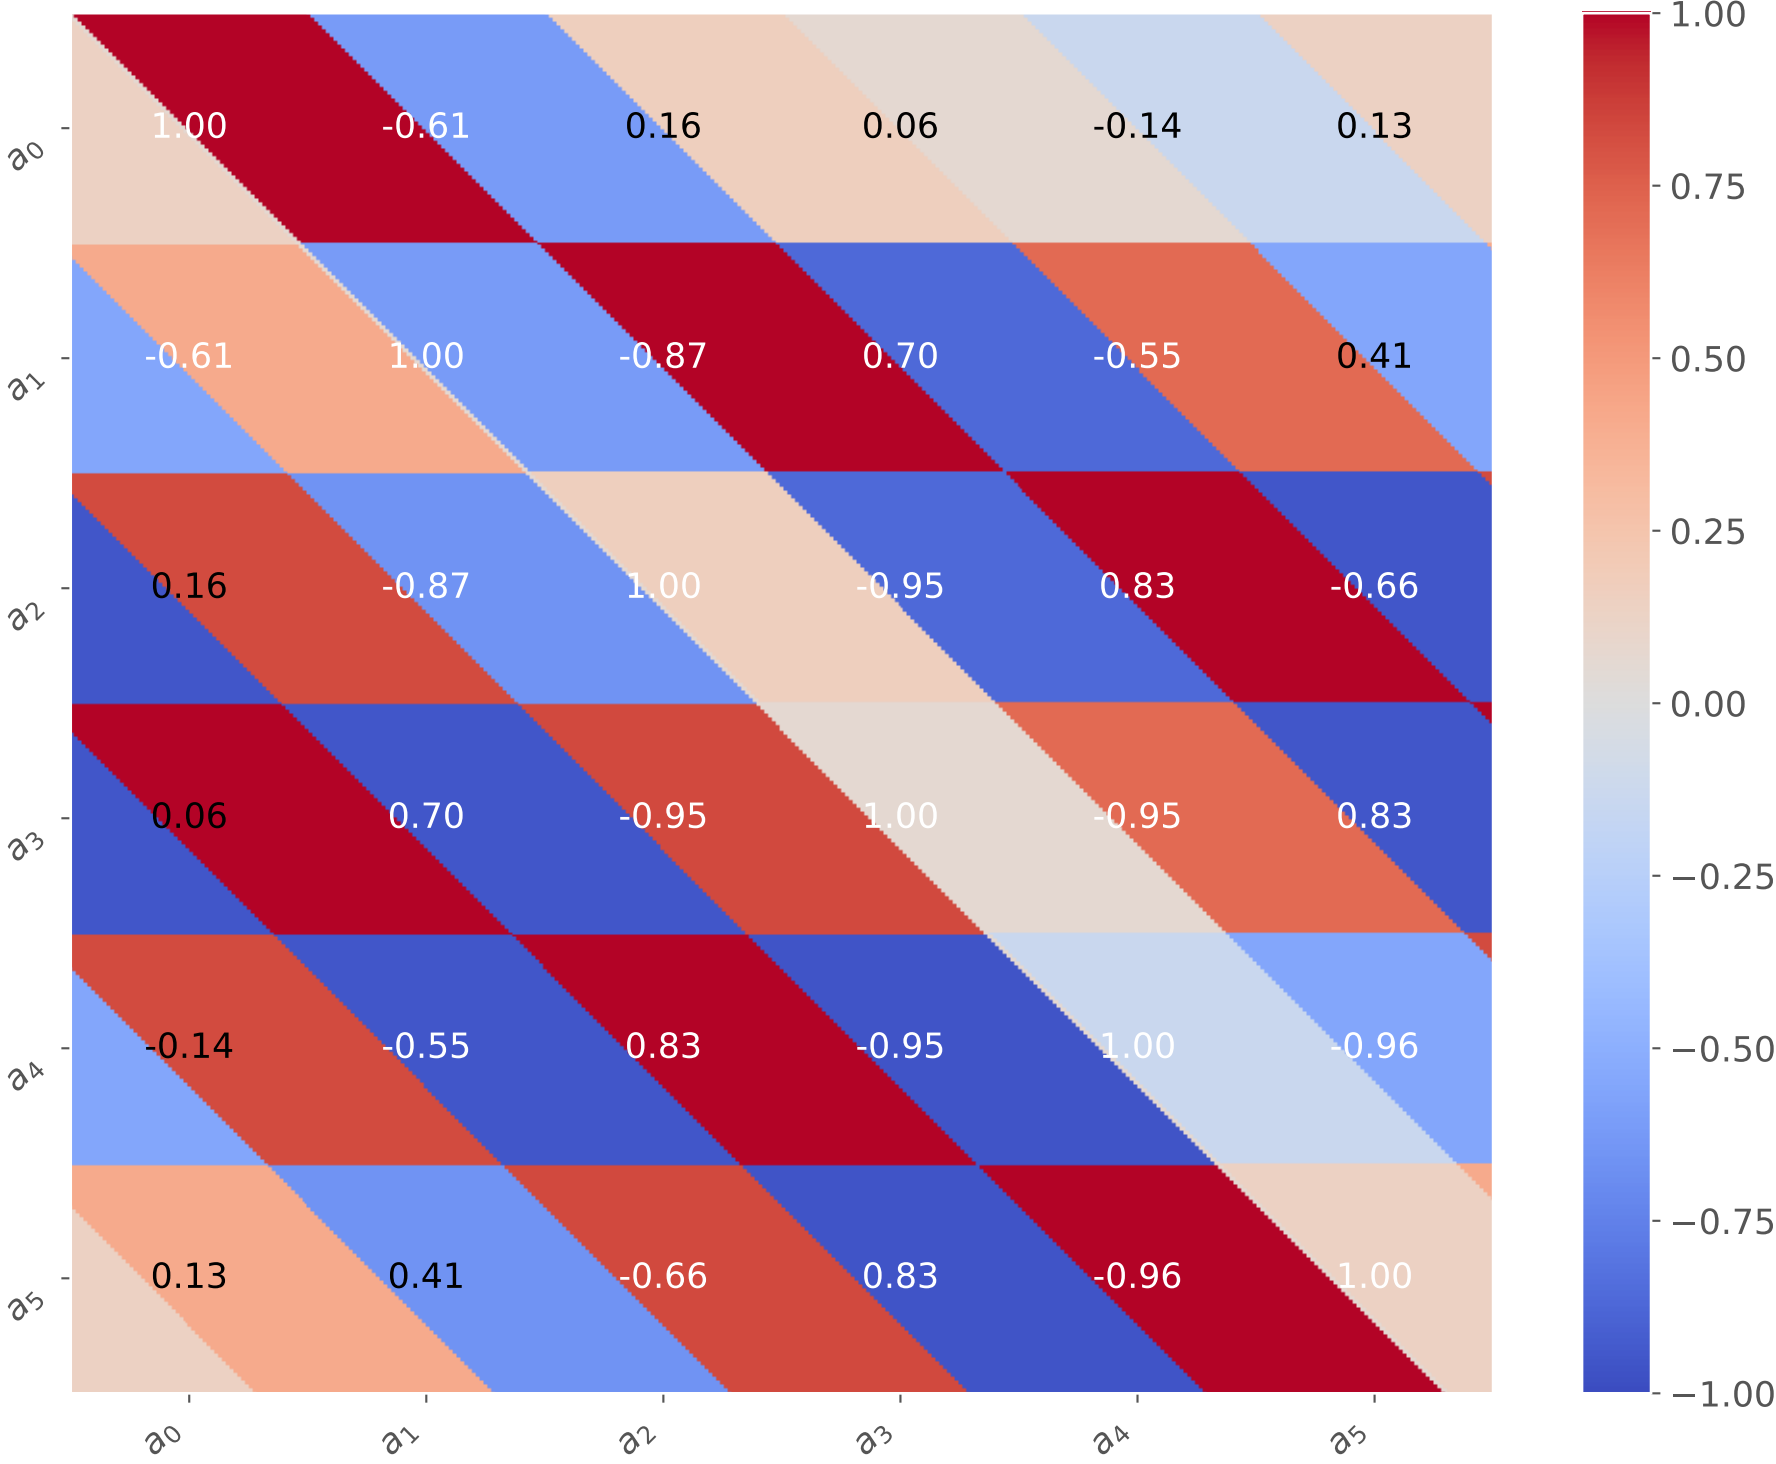 1.00
a0 1.00 -0.61 0.16 0.06 -0.14 0.13
0.75
a1 -0.61 1.00 -0.87 0.70 -0.55 0.41
0.50
0.25
a2 0.16 -0.87 1.00 -0.95 0.83 -0.66
0.00
a3 0.06 0.70 -0.95 1.00 -0.95 0.83
−0.25
a4 -0.14 -0.55 0.83 -0.95 1.00 -0.96
−0.50
−0.75
a5 0.13 0.41 -0.66 0.83 -0.96 1.00
−1.00
a0 a1 a2 a3 a4 a5